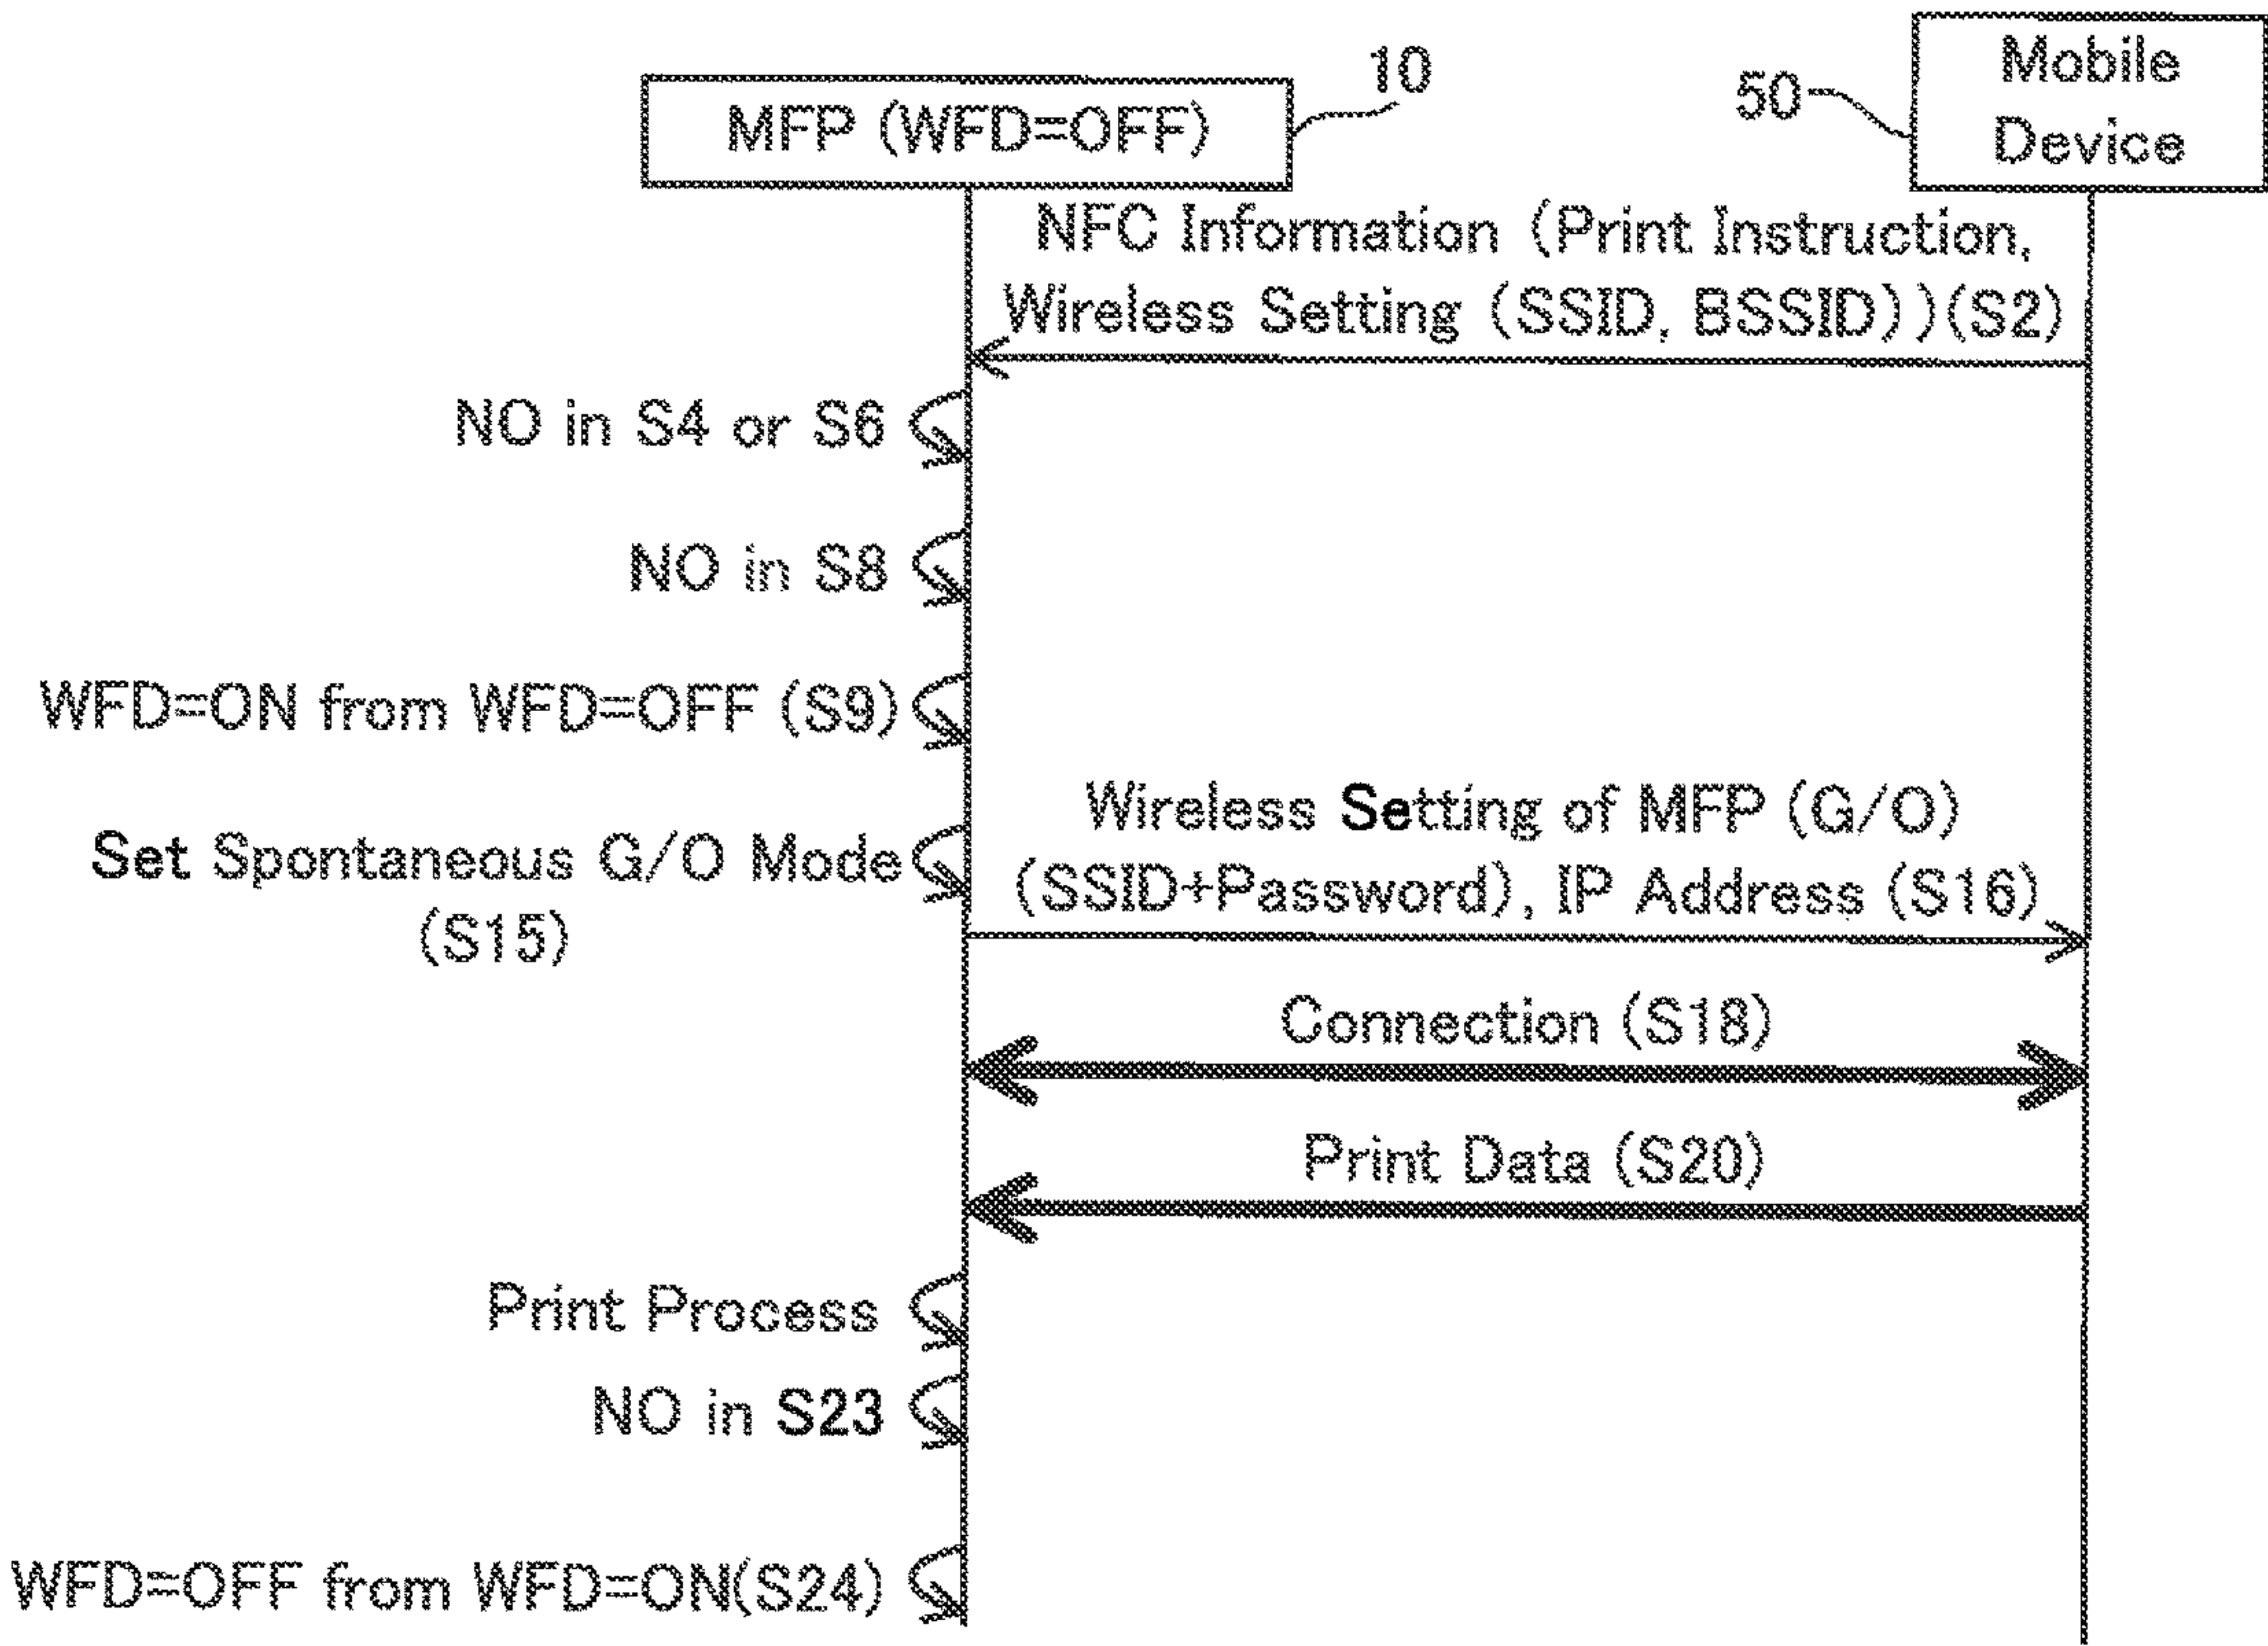 10
MFP (WFD=OFF)
50
Mobile
Device
NFC Information (Print Instruction,
Wireless Setting (SSID, BSSID))(S2)
NO in S4 or S6
NO in S8
WFD=ON from WFD=OFF (S9)
Set Spontaneous G/O Mode
(S15)
Wireless Setting of MFP (G/O)
(SSID+Password), IP Address (S16)
Connection (S18)
Print Data (S20)
Print Process
NO in S23
WFD=OFF from WFD=ON(S24)